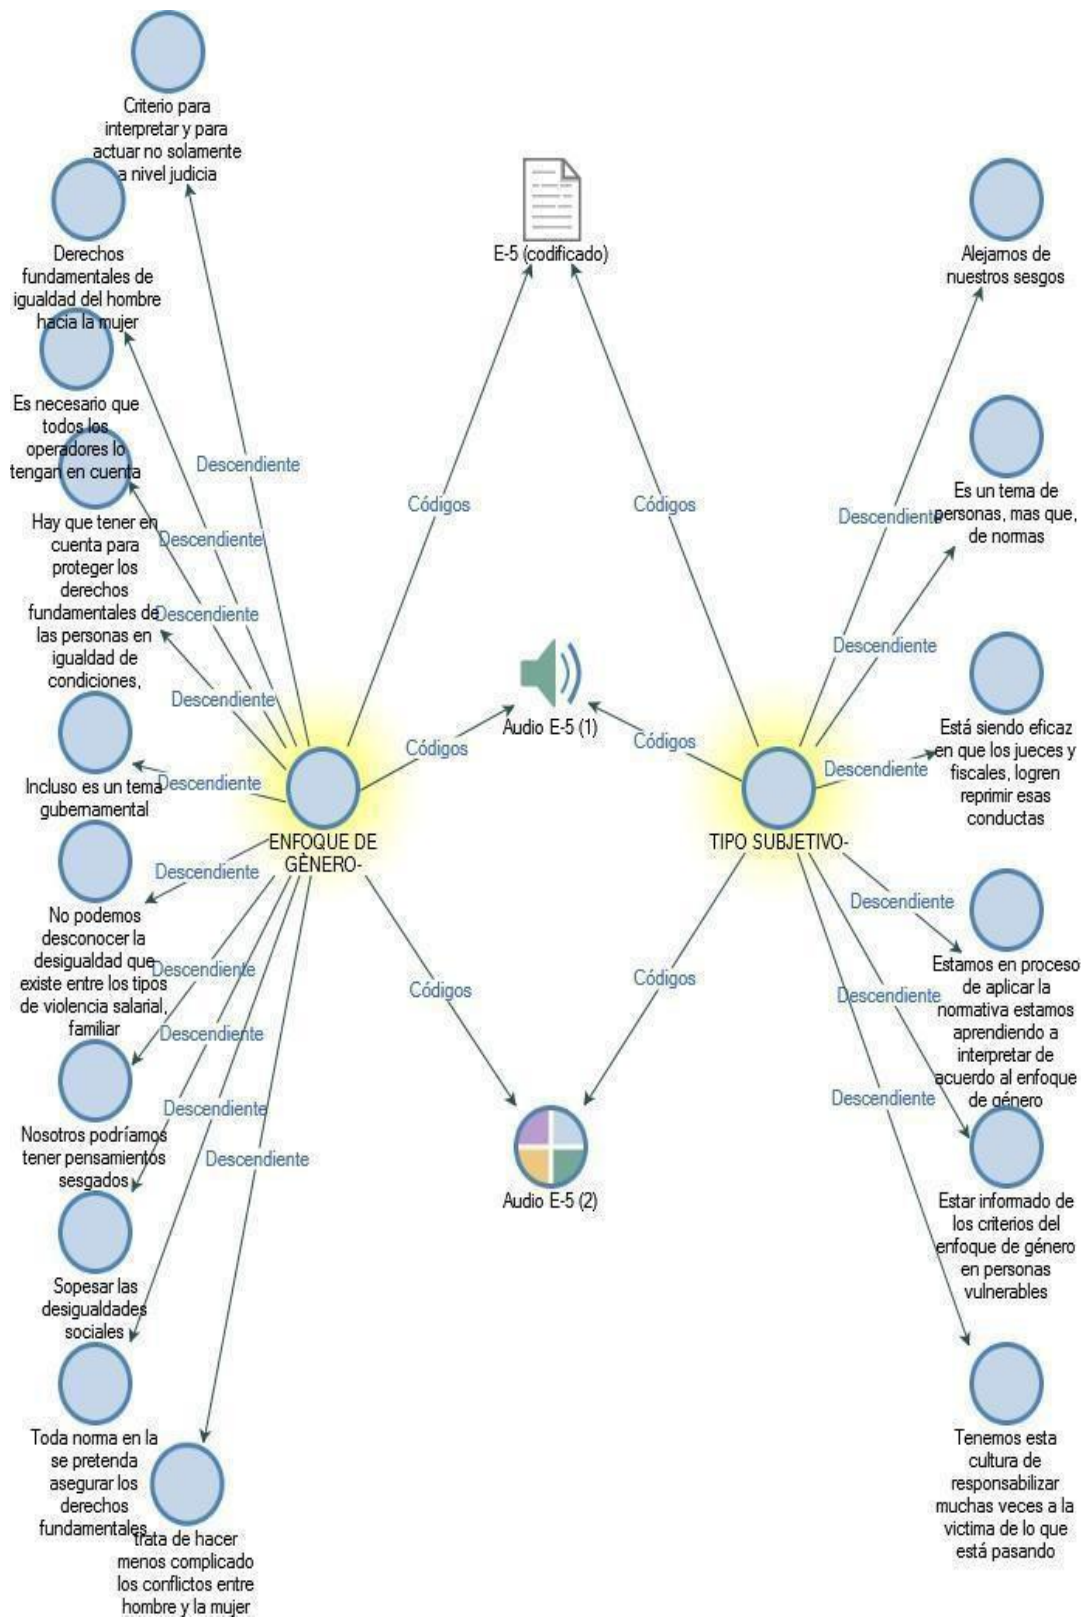 Criterio para
interpretar y para
actuar no solamente
a nivel judicia
Derechos
fundamentales de
igualdad del hombre
hacia la mujer
Es necesario que
todos los
operadores lo
tengan en cuenta
Hay que tener en
cuenta para
proteger los
derechos
fundamentales de
las personas en
igualdad de
condiciones,
Incluso es un tema
gubernamental
No podemos
desconocer la
desigualdad que
existe entre los tipos
de violencia salarial,
familiar
Nosotros podríamos
tener pensamientos
sesgados
Sopesar las
desigualdades
sociales
Toda norma en la
se pretenda
asegurar los
derechos
fundamentales
trata de hacer
menos complicado
los conflictos entre
hombre y la mujer
Descendiente
Descendiente
Descendiente
Descendiente
Descendiente
Descendiente
Descendiente
Descendiente
Descendiente
Descendiente
ENFOQUE DE
GÈNERO-
Códigos
Códigos
Códigos
E-5 (codificado)
Audio E-5 (1)
Audio E-5 (2)
Códigos
Códigos
Códigos
TIPO SUBJETIVO-
Descendiente
Descendiente
Descendiente
Descendiente
Descendiente
Descendiente
Alejarnos de
nuestros sesgos
Es un tema de
personas, mas que,
de normas
Está siendo eficaz
en que los jueces y
fiscales, logren
reprimir esas
conductas
Estamos en proceso
de aplicar la
normativa estamos
aprendiendo a
interpretar de
acuerdo al enfoque
de género
Estar informado de
los criterios del
enfoque de género
en personas
vulnerables
Tenemos esta
cultura de
responsabilizar
muchas veces a la
victima de lo que
está pasando